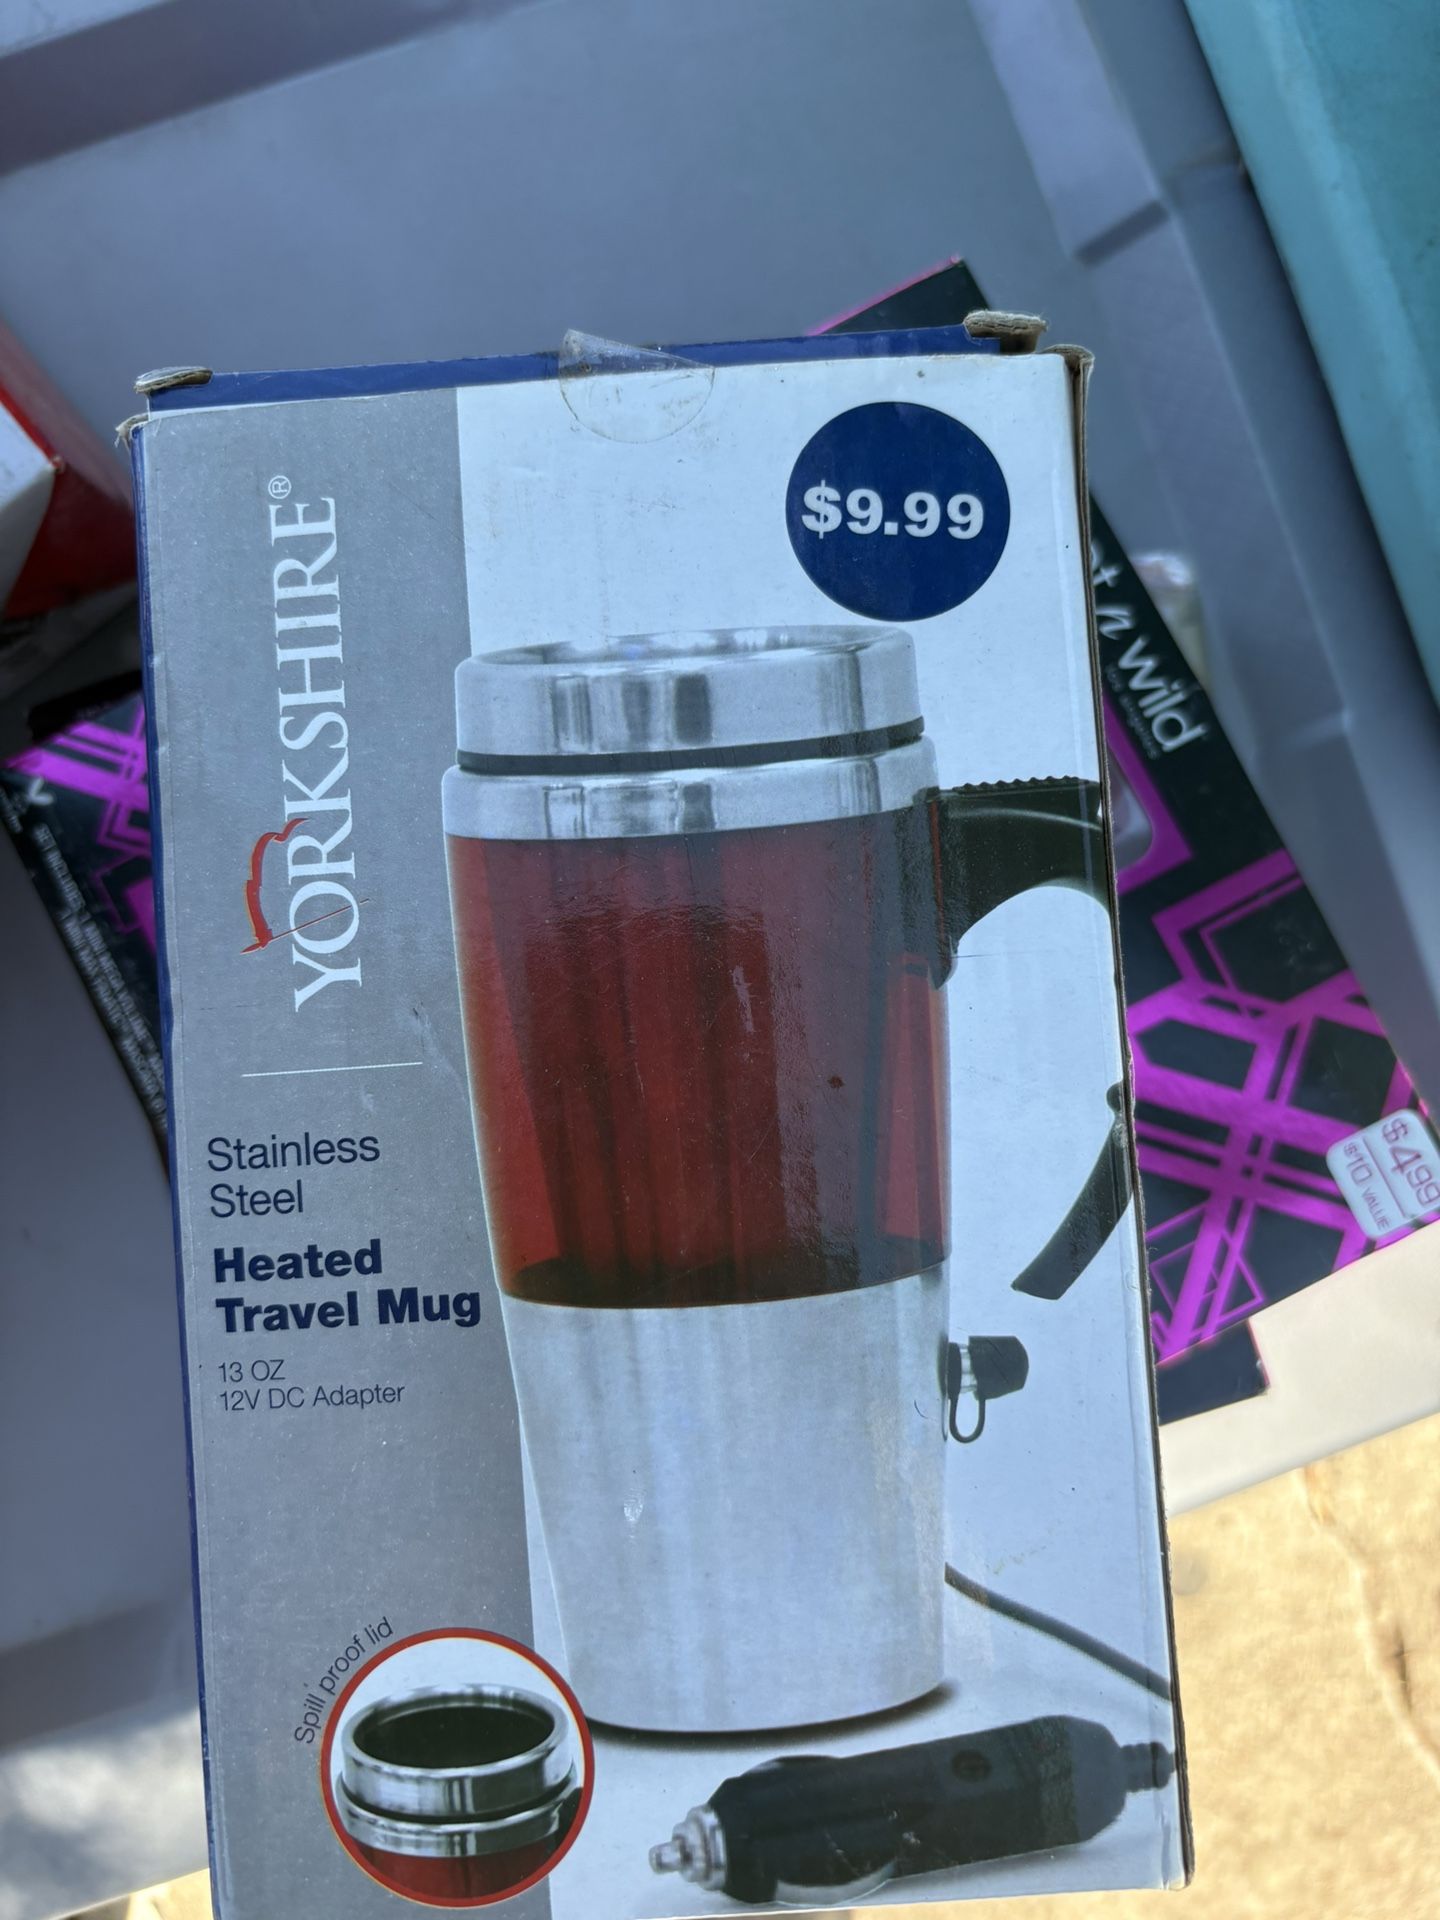 $9.99
YORKSHIRE®
Stainless
Steel
Heated
Travel Mug
13 OZ
12V DC Adapter
Spill proof lid
n wild
$4.99
$10 VALUE